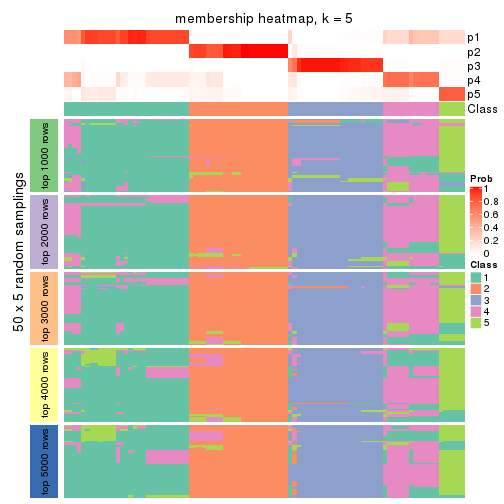 membership heatmap, k = 5
p1
p2
p3
p4
p5
Class
50 x 5 random samplings
top 1000 rows
top 2000 rows
top 3000 rows
top 4000 rows
top 5000 rows
Prob
1
0.8
0.6
0.4
0.2
0
Class
1
2
3
4
5